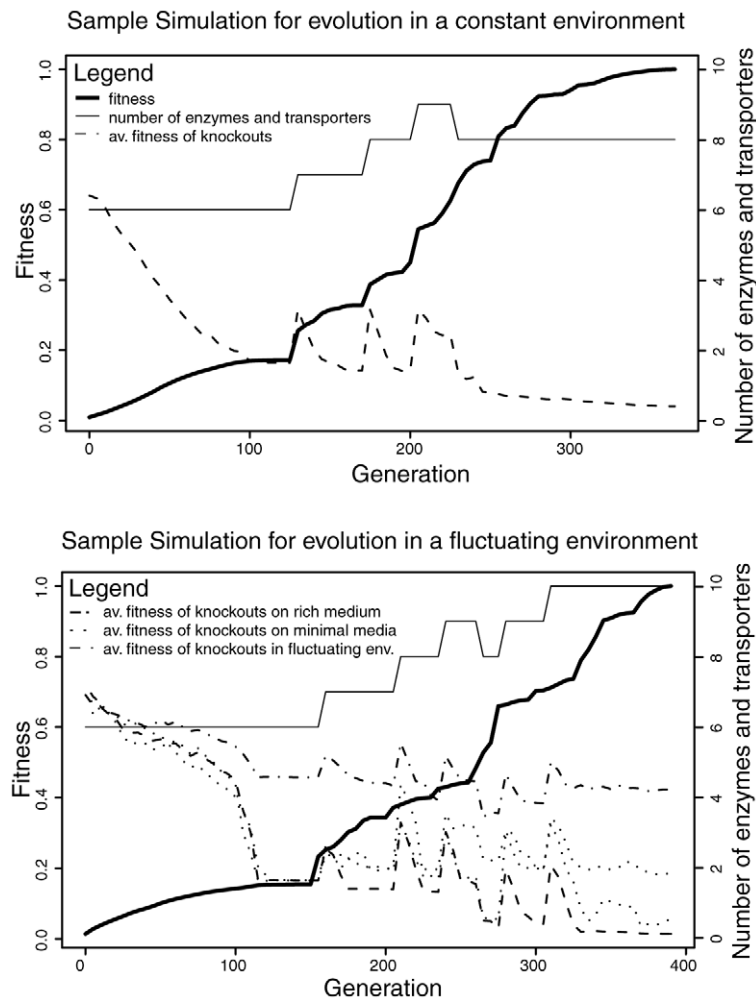 Sample Simulation for evolution in a constant environment
Legend
fitness
number of enzymes and transporters
av. fitness of knockouts
Fitness
0.0
0.2
0.4
0.6
0.8
1.0
Number of enzymes and transporters
0
2
4
6
8
10
0 100 200 300
Generation
Sample Simulation for evolution in a fluctuating environment
Legend
av. fitness of knockouts on rich medium
av. fitness of knockouts on minimal media
av. fitness of knockouts in fluctuating env.
Fitness
0.0
0.2
0.4
0.6
0.8
1.0
Number of enzymes and transporters
0
2
4
6
8
10
0 100 200 300 400
Generation